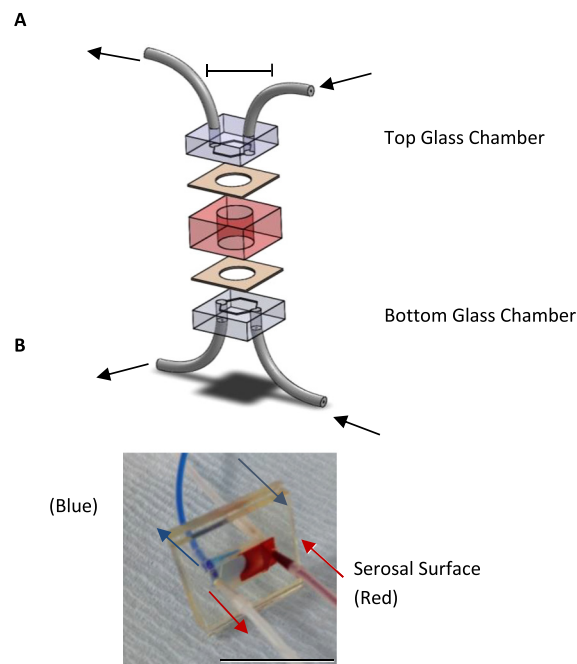 A
Top Glass Chamber
Bottom Glass Chamber
B
(Blue)
Serosal Surface
(Red)